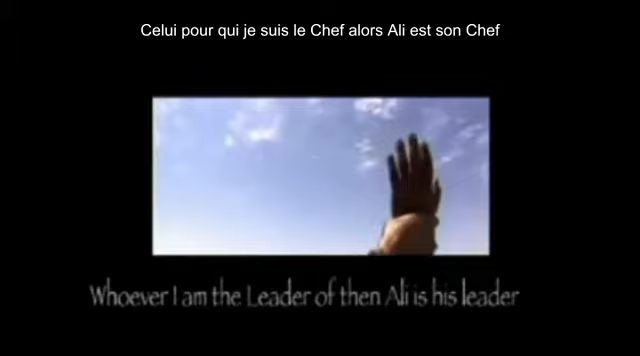 Celui pour qui je suis le Chef alors Ali est son Chef
Whoever I am the Leader of then Ali is his leader